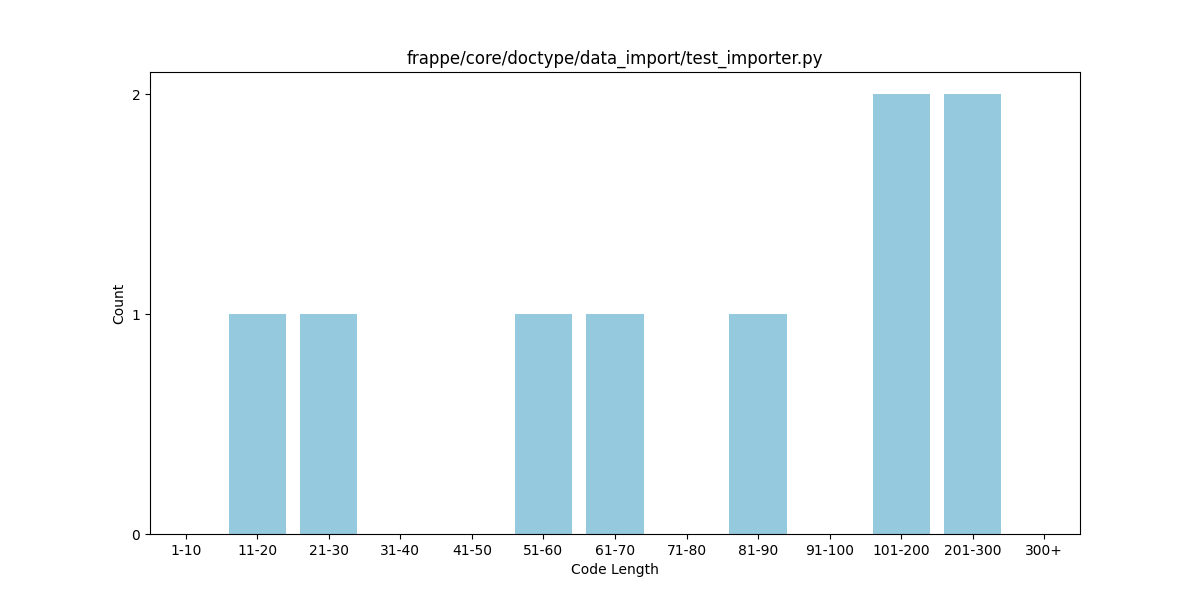 frappe/core/doctype/data_import/test_importer.py
2
1
0
Count
1-10 11-20 21-30 31-40 41-50 51-60 61-70 71-80 81-90 91-100 101-200 201-300 300+
Code Length